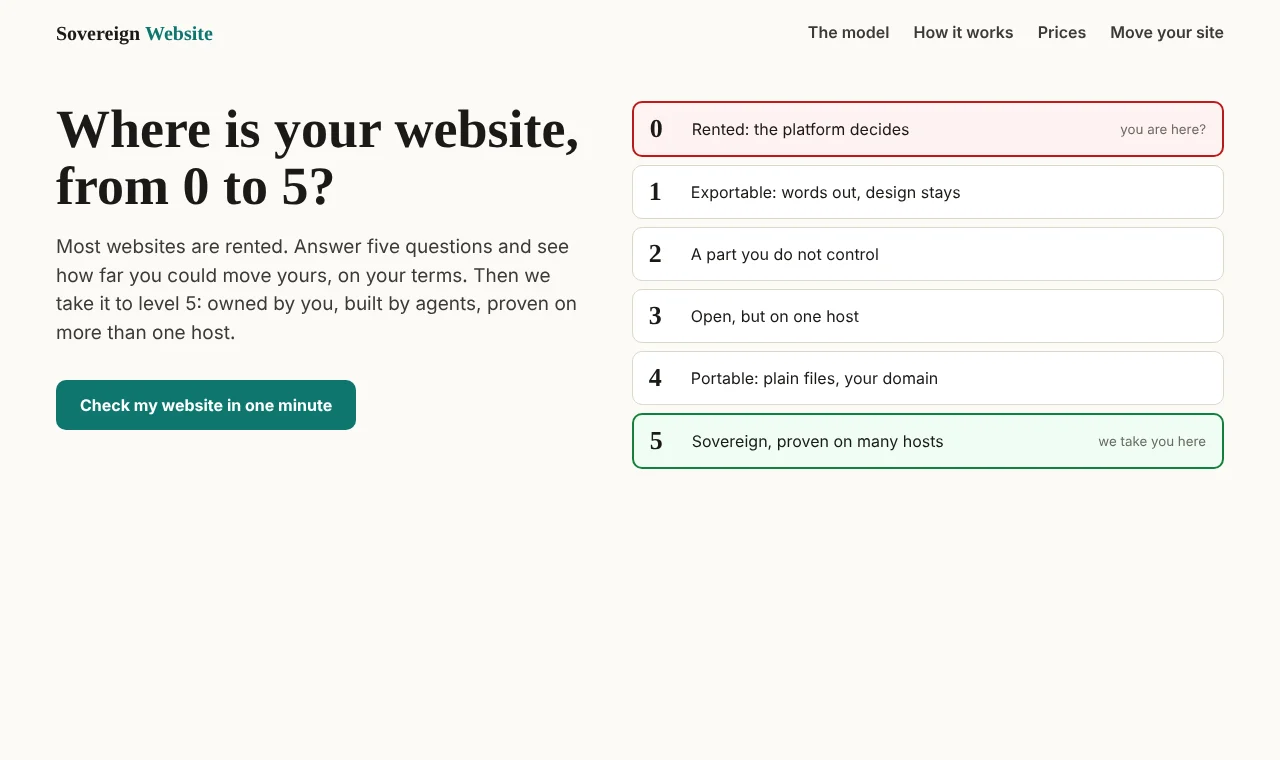 Sovereign Website
The model
How it works
Prices
Move your site
Where is your website,
from 0 to 5?
Most websites are rented. Answer five questions and see
how far you could move yours, on your terms. Then we
take it to level 5: owned by you, built by agents, proven on
more than one host.
Check my website in one minute
0 Rented: the platform decides you are here?
1 Exportable: words out, design stays
2 A part you do not control
3 Open, but on one host
4 Portable: plain files, your domain
5 Sovereign, proven on many hosts we take you here